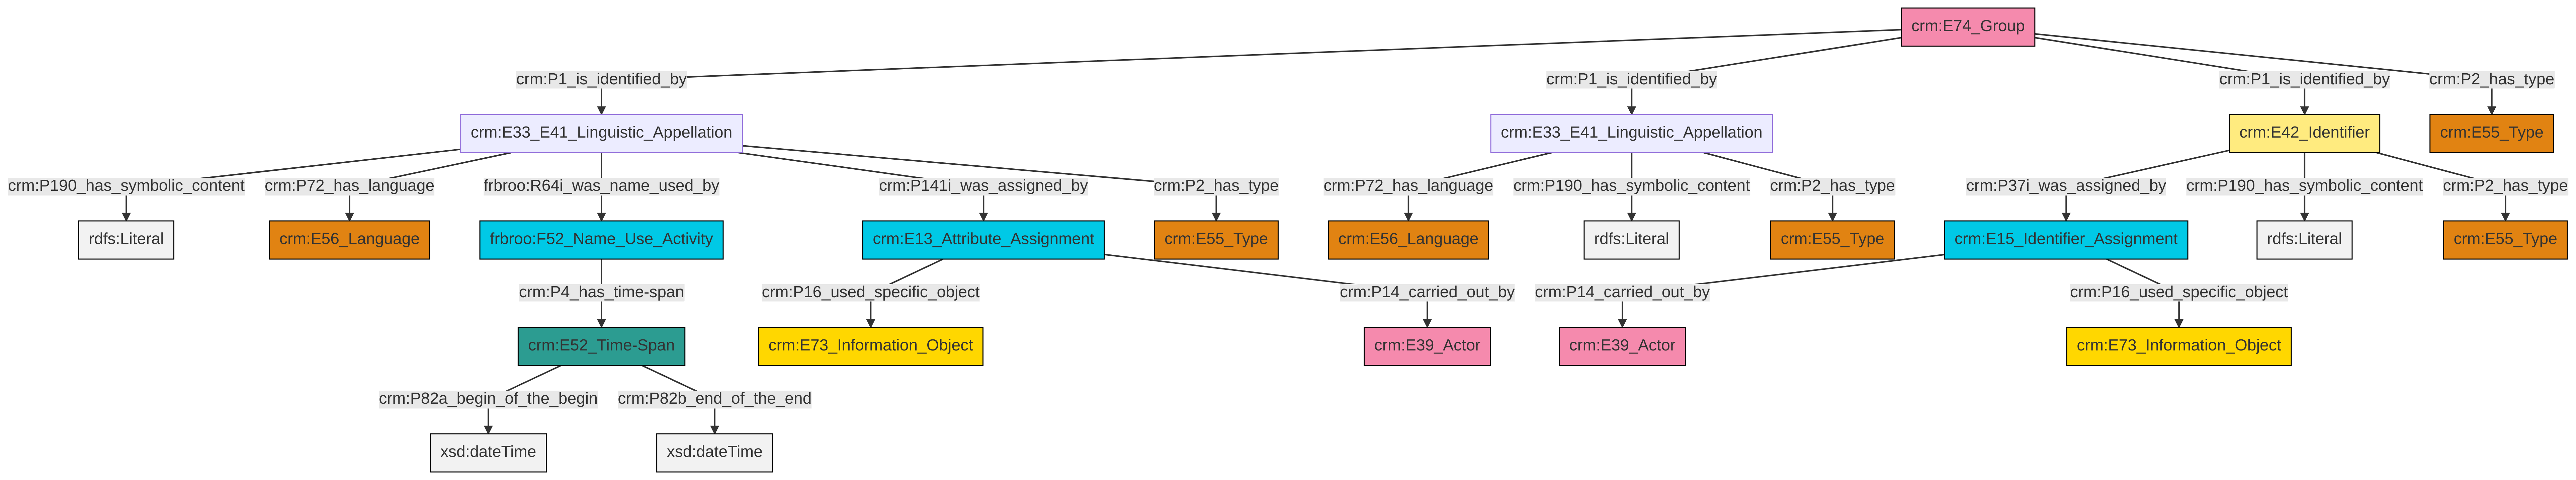 crm:E74_Group
crm:P1_is_identified_by
crm:P1_is_identified_by
crm:P1_is_identified_by
crm:P2_has_type
crm:E33_E41_Linguistic_Appellation
crm:E33_E41_Linguistic_Appellation
crm:E42_Identifier
crm:E55_Type
crm:P190_has_symbolic_content
crm:P72_has_language
frbroo:R64i_was_name_used_by
crm:P141i_was_assigned_by
crm:P2_has_type
crm:P72_has_language
crm:P190_has_symbolic_content
crm:P2_has_type
crm:P37i_was_assigned_by
crm:P190_has_symbolic_content
crm:P2_has_type
rdfs:Literal
crm:E56_Language
frbroo:F52_Name_Use_Activity
crm:E13_Attribute_Assignment
crm:E55_Type
crm:E56_Language
rdfs:Literal
crm:E55_Type
crm:E15_Identifier_Assignment
rdfs:Literal
crm:E55_Type
crm:P4_has_time-span
crm:P16_used_specific_object
crm:P14_carried_out_by
crm:P14_carried_out_by
crm:P16_used_specific_object
crm:E52_Time-Span
crm:E73_Information_Object
crm:E39_Actor
crm:E39_Actor
crm:E73_Information_Object
crm:P82a_begin_of_the_begin
crm:P82b_end_of_the_end
xsd:dateTime
xsd:dateTime